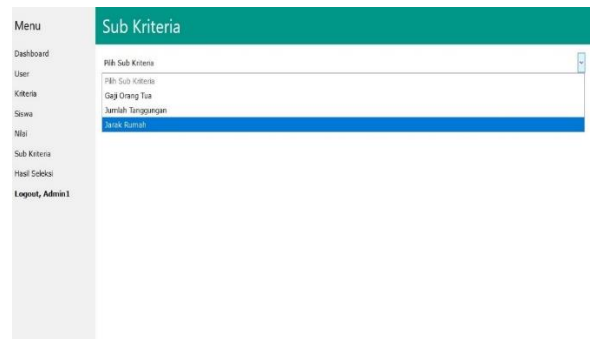 Menu
Dashboard
User
Kriteria
Siswa
Nilai
Sub Kriteria
Hasil Seleksi
Logout, Admin1
Sub Kriteria
Pilih Sub Kriteria
Pilih Sub Kriteria
Gaji Orang Tua
Jumlah Tanggungan
Jarak Rumah